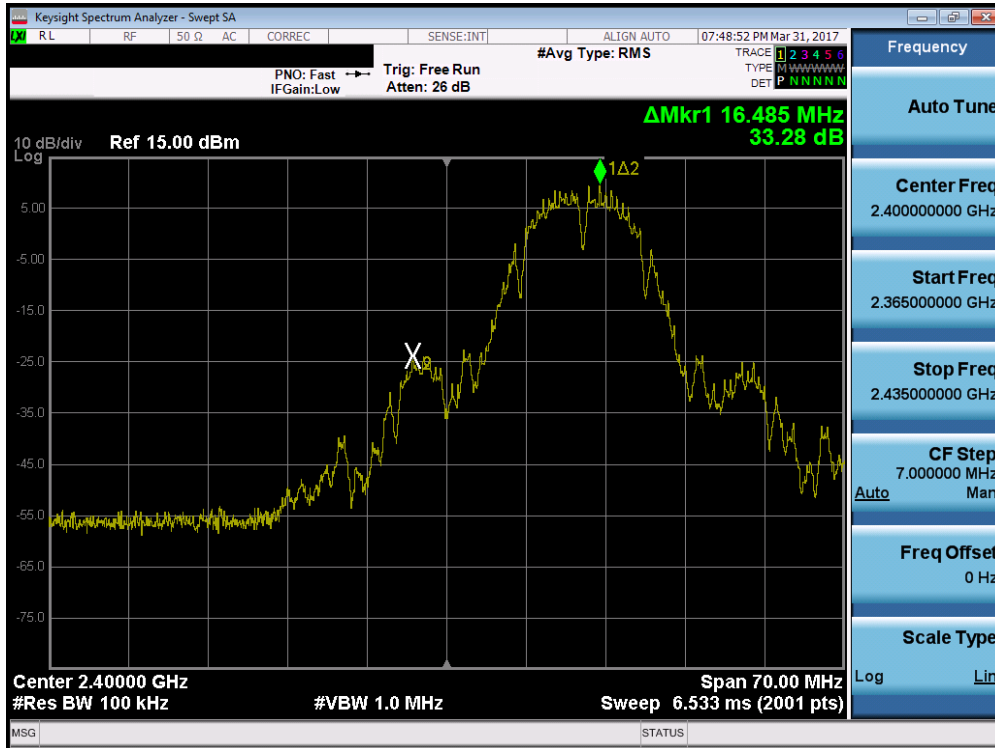 Keysight Spectrum Analyzer - Swept SA
LXI RL RF 50 Ω AC CORREC SENSE:INT ALIGN AUTO 07:48:52 PM Mar 31, 2017
Frequency
PNO: Fast
IFGain:Low
Trig: Free Run
Atten: 26 dB
#Avg Type: RMS
TRACE 1 2 3 4 5 6
TYPE M W W W W W
DET P N N N N N
Auto Tune
ΔMkr1 16.485 MHz
33.28 dB
10 dB/div
Log
Ref 15.00 dBm
1Δ2
X2
5.00
-5.00
-15.0
-25.0
-35.0
-45.0
-55.0
-65.0
-75.0
Center Freq
2.400000000 GHz
Start Freq
2.365000000 GHz
Stop Freq
2.435000000 GHz
CF Step
7.000000 MHz
Auto Man
Freq Offset
0 Hz
Scale Type
Log Lin
Center 2.40000 GHz
Span 70.00 MHz
#Res BW 100 kHz
#VBW 1.0 MHz
Sweep 6.533 ms (2001 pts)
MSG
STATUS